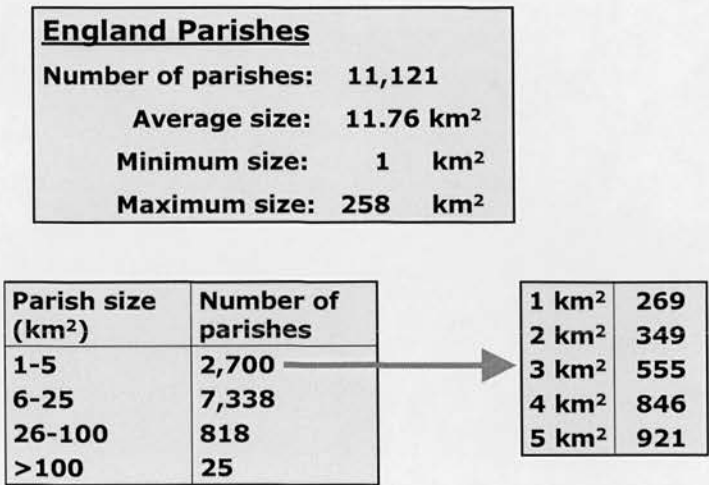 England Parishes
Number of parishes: 11,121
Average size: 11.76 km²
Minimum size: 1 km²
Maximum size: 258 km²
Parish size (km²) Number of parishes
1-5 2,700
6-25 7,338
26-100 818
>100 25
1 km² 269
2 km² 349
3 km² 555
4 km² 846
5 km² 921